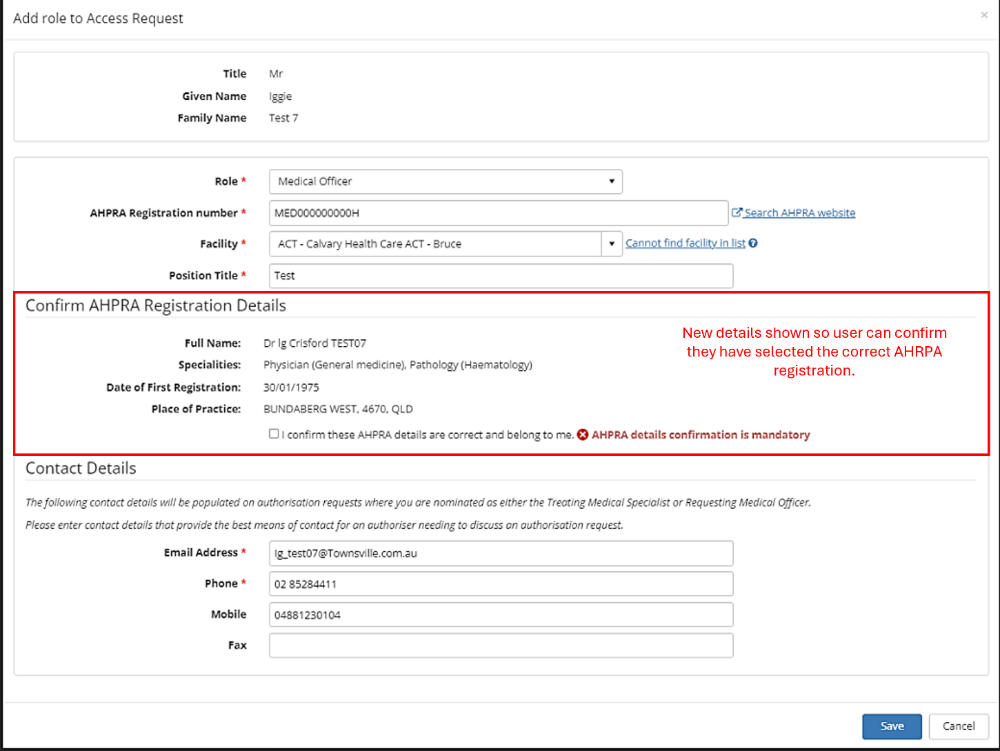 Add role to Access Request ×
Title Mr
Given Name Iggie
Family Name Test 7
Role * Medical Officer
AHPRA Registration number * MED000000000H Search AHPRA website
Facility * ACT - Calvary Health Care ACT - Bruce Cannot find facility in list ?
Position Title * Test
Confirm AHPRA Registration Details
New details shown so user can confirm
they have selected the correct AHRPA
registration.
Full Name: Dr Ig Crisford TEST07
Specialities: Physician (General medicine), Pathology (Haematology)
Date of First Registration: 30/01/1975
Place of Practice: BUNDABERG WEST, 4670, QLD
I confirm these AHPRA details are correct and belong to me. AHPRA details confirmation is mandatory
Contact Details
The following contact details will be populated on authorisation requests where you are nominated as either the Treating Medical Specialist or Requesting Medical Officer.
Please enter contact details that provide the best means of contact for an authoriser needing to discuss an authorisation request.
Email Address * Ig_test07@Townsville.com.au
Phone * 02 85284411
Mobile 04881230104
Fax
Save Cancel